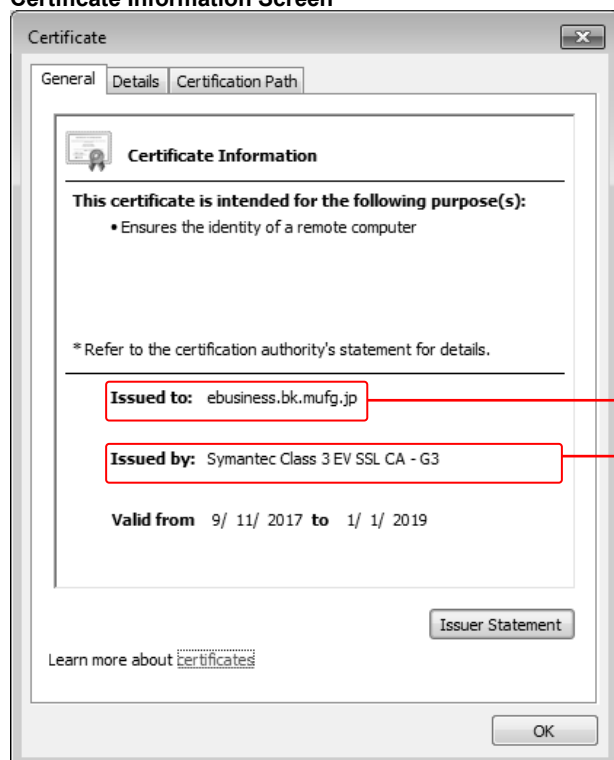 Certificate Information Screen
Certificate
General Details Certification Path
Certificate Information
This certificate is intended for the following purpose(s):
• Ensures the identity of a remote computer
* Refer to the certification authority's statement for details.
Issued to: ebusiness.bk.mufg.jp
Issued by: Symantec Class 3 EV SSL CA - G3
Valid from 9/ 11/ 2017 to 1/ 1/ 2019
Issuer Statement
Learn more about certificates
OK